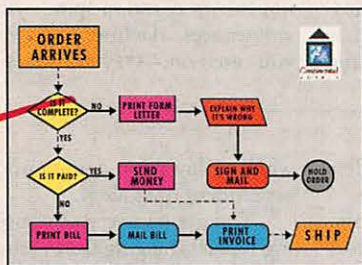 ORDER
ARRIVES
Continental
IS IT
COMPLETE?
NO
PRINT FORM
LETTER
EXPLAIN WHY
IT'S WRONG
YES
IS IT PAID?
YES
SEND
MONEY
SIGN AND
MAIL
HOLD
ORDER
NO
PRINT BILL
MAIL BILL
PRINT
INVOICE
SHIP